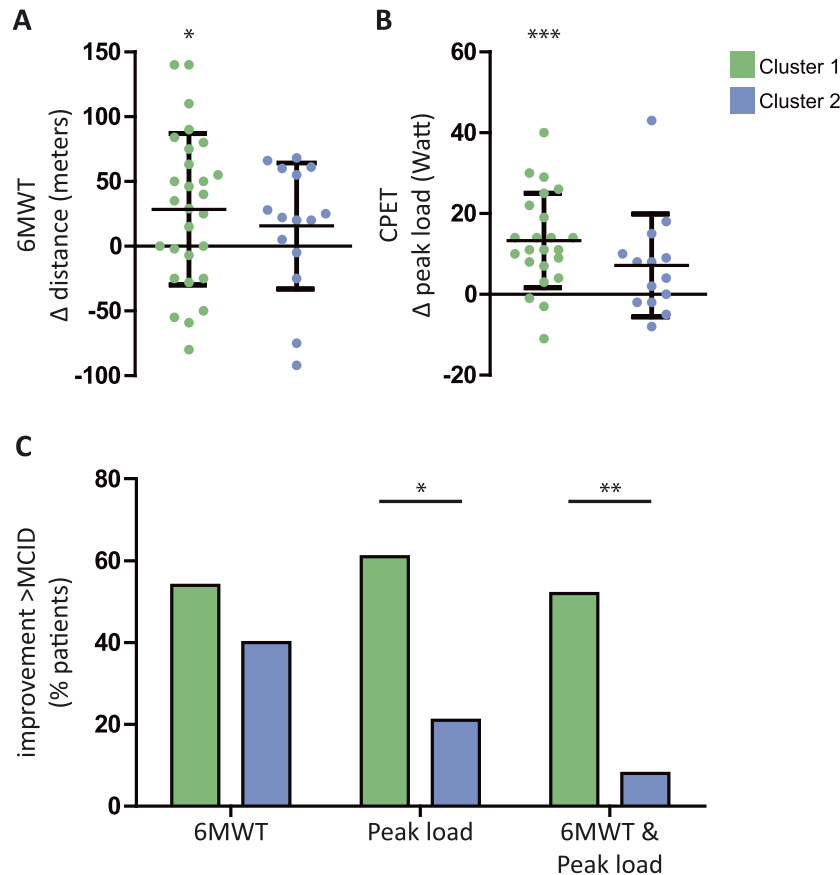 A
*
6MWT
Δ distance (meters)
150
100
50
0
-50
-100
B
***
CPET
Δ peak load (Watt)
60
40
20
0
-20
Cluster 1
Cluster 2
C
improvement >MCID
(% patients)
80
60
40
20
0
*
**
6MWT
Peak load
6MWT &
Peak load